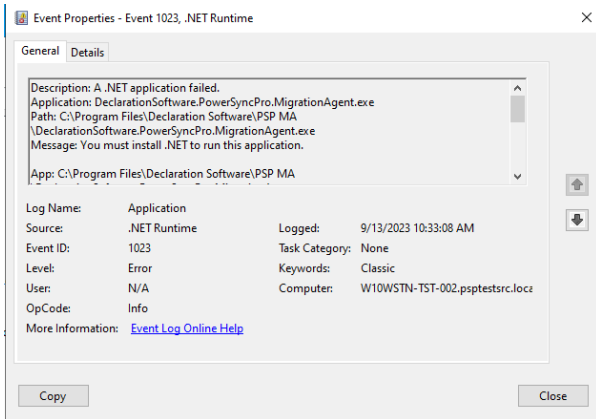 Event Properties - Event 1023, .NET Runtime
General Details
Description: A .NET application failed.
Application: DeclarationSoftware.PowerSyncPro.MigrationAgent.exe
Path: C:\Program Files\Declaration Software\PSP MA
\DeclarationSoftware.PowerSyncPro.MigrationAgent.exe
Message: You must install .NET to run this application.
App: C:\Program Files\Declaration Software\PSP MA
Log Name: Application
Source: .NET Runtime Logged: 9/13/2023 10:33:08 AM
Event ID: 1023 Task Category: None
Level: Error Keywords: Classic
User: N/A Computer: W10WSTN-TST-002.psptestsrc.loca
OpCode: Info
More Information: Event Log Online Help
Copy Close